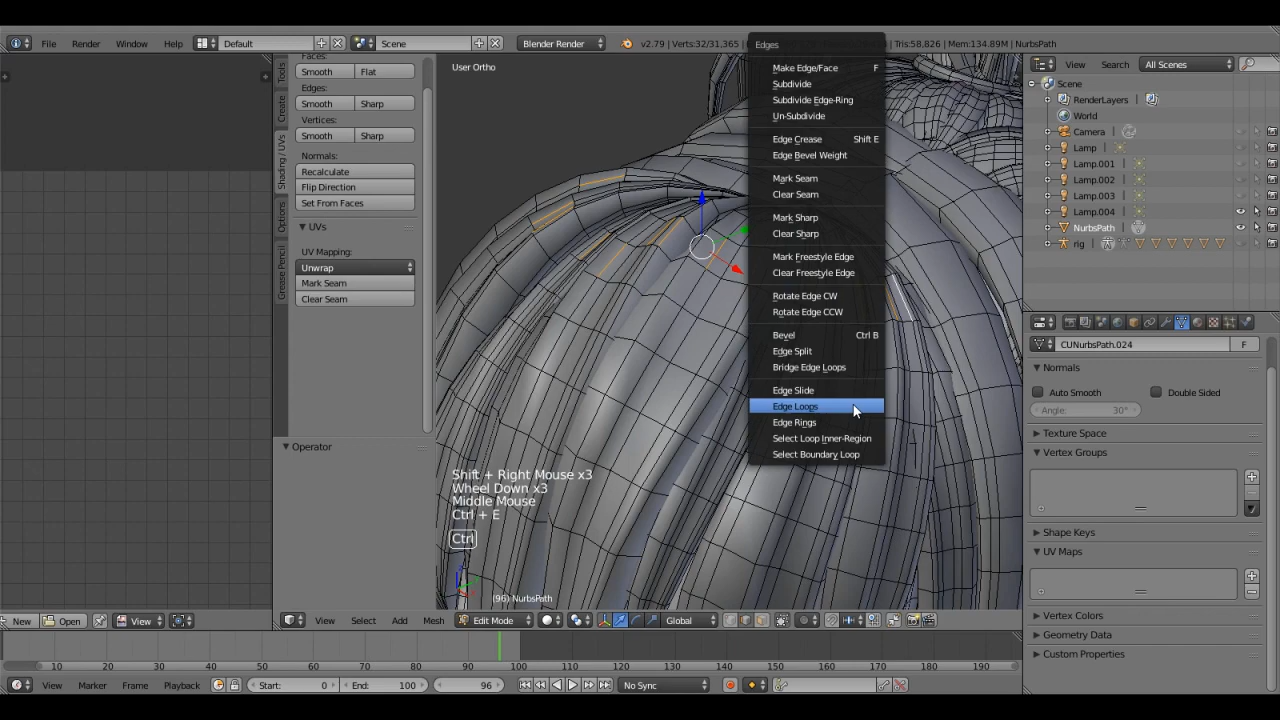 File Render Window Help Default Scene Blender Render v2.79 | Verts:32/31,365 | Tris:58,826 | Mem:134.89M | NurbsPath
Faces:
Smooth Flat
Edges:
Smooth Sharp
Vertices:
Smooth Sharp
Normals:
Recalculate
Flip Direction
Set From Faces
UVs
UV Mapping:
Unwrap
Mark Seam
Clear Seam
Operator
Tools
Create
Shading / UVs
Options
Grease Pencil
User Ortho
Edges
Make Edge/Face F
Subdivide
Subdivide Edge-Ring
Un-Subdivide
Edge Crease Shift E
Edge Bevel Weight
Mark Seam
Clear Seam
Mark Sharp
Clear Sharp
Mark Freestyle Edge
Clear Freestyle Edge
Rotate Edge CW
Rotate Edge CCW
Bevel Ctrl B
Edge Split
Bridge Edge Loops
Edge Slide
Edge Loops
Edge Rings
Select Loop Inner-Region
Select Boundary Loop
Shift + Right Mouse x3
Wheel Down x3
Middle Mouse
Ctrl + E
Ctrl
(96) NurbsPath
View Search All Scenes
Scene
RenderLayers
World
Camera
Lamp
Lamp.001
Lamp.002
Lamp.003
Lamp.004
NurbsPath
rig
CUNurbsPath.024 F
Normals
Auto Smooth Double Sided
Angle: 30°
Texture Space
Vertex Groups
Shape Keys
UV Maps
Vertex Colors
Geometry Data
Custom Properties
New Open View View Select Add Mesh Edit Mode Global
10 20 30 40 50 60 70 80 90 100 110 120 130 140 150 160 170 180 190
View Marker Frame Playback Start: 0 End: 100 96 No Sync